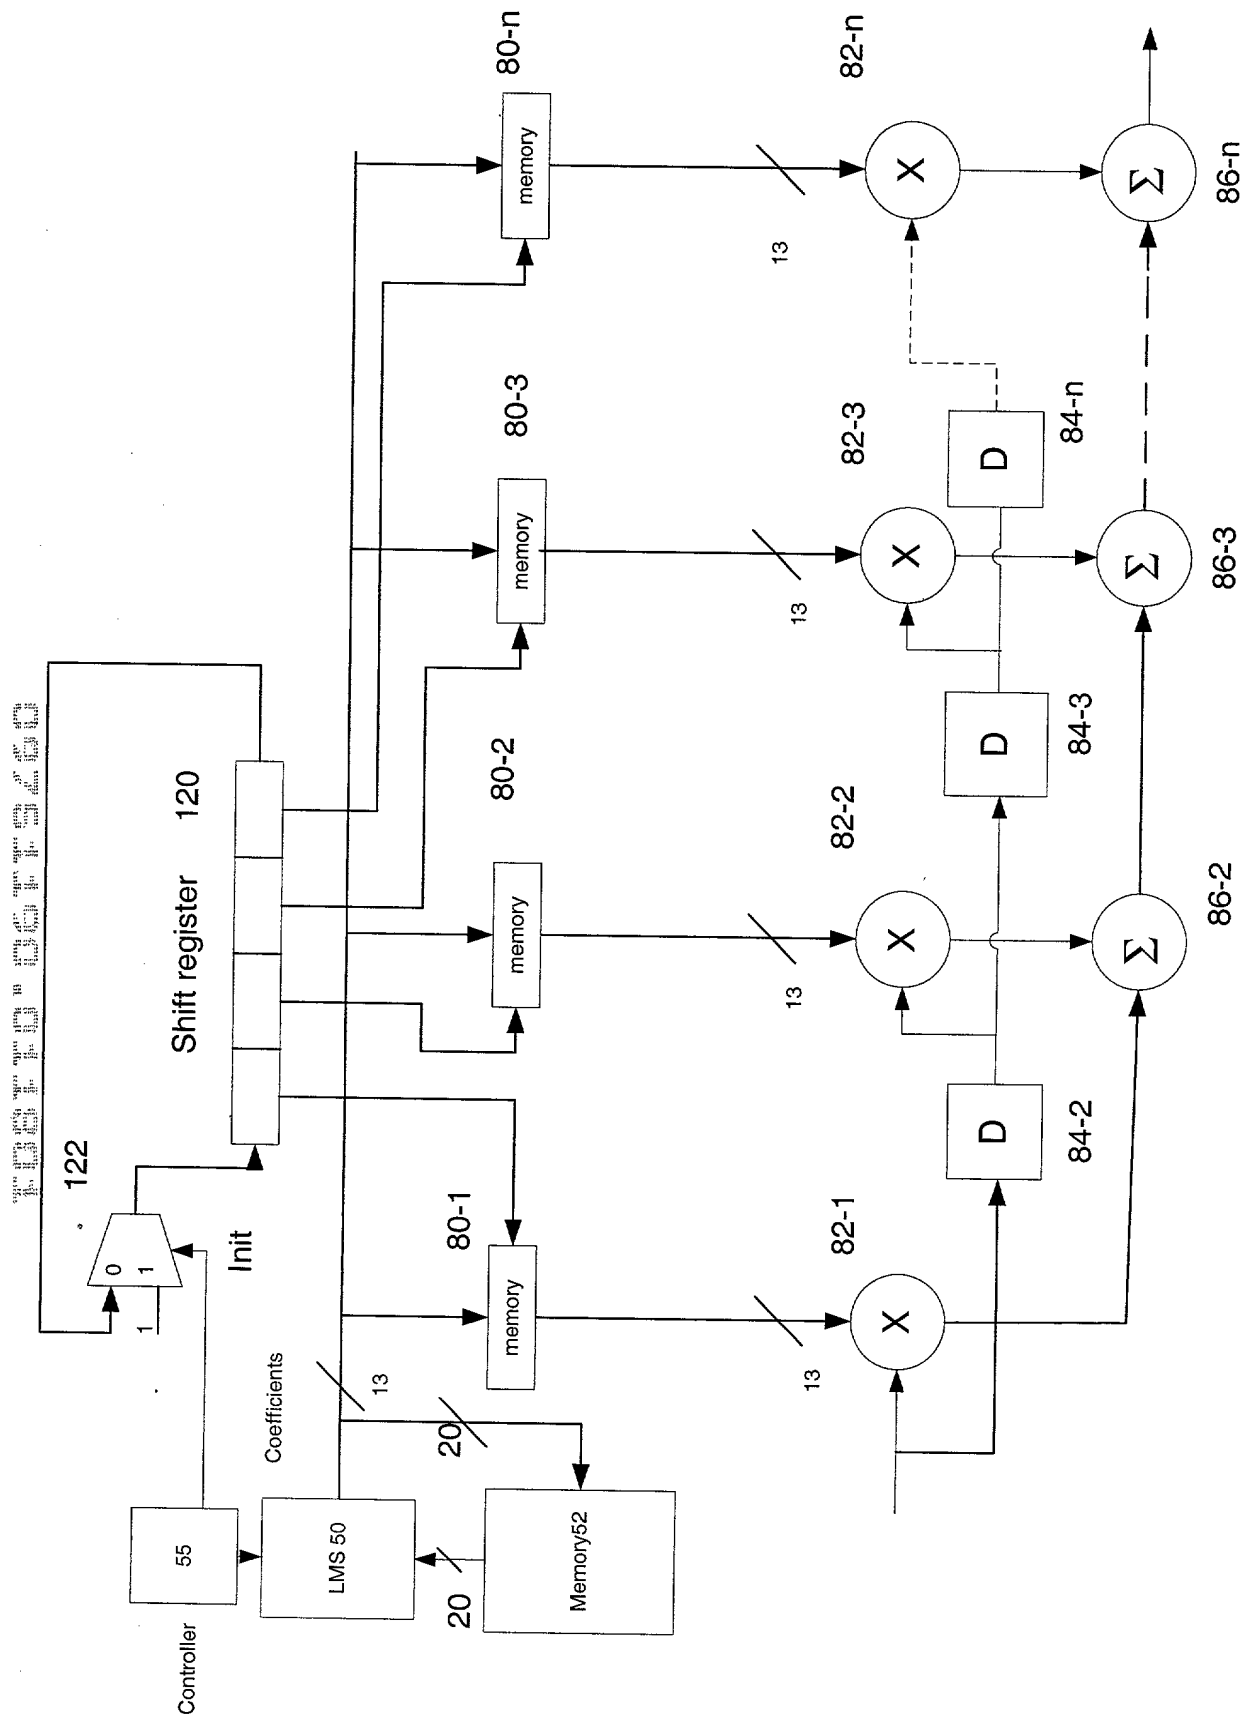 122
Shift register 120
0
1
1
Init
Controller
55
LMS 50
Coefficients
13
20
20
Memory52
80-1
80-2
80-3
80-n
memory
memory
memory
memory
13
13
13
13
82-1
82-2
82-3
82-n
X
X
X
X
D
D
D
84-2
84-3
84-n
Σ
Σ
Σ
86-2
86-3
86-n